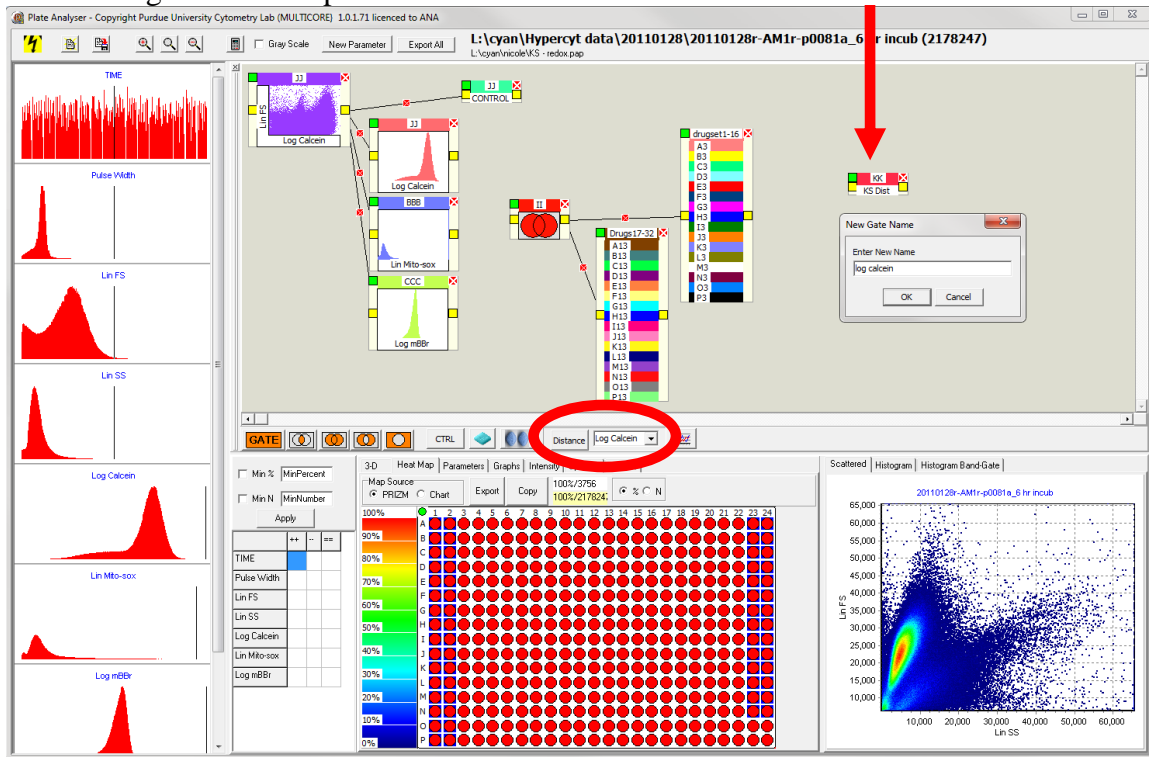 Plate Analyser - Copyright Purdue University Cytometry Lab (MULTICORE) 1.0.1.71 licenced to ANA
Gray Scale
New Parameter
Export All
L:\cyan\Hypercyt data\20110128\20110128r-AM1r-p0081a_6 hr incub (2178247)
L:\cyan\nicole\KS - redox.pap
TIME
Pulse Width
Lin FS
Lin SS
Log Calcein
Lin Mito-sox
Log mBBr
JJ
Lin FS
Log Calcein
JJ
CONTROL
JJ
Log Calcein
BBB
Lin Mito-sox
CCC
Log mBBr
II
Drugs17-32
A13
B13
C13
D13
E13
F13
G13
H13
I13
J13
K13
L13
M13
N13
O13
P13
drugset1-16
A3
B3
C3
D3
E3
F3
G3
H3
I3
J3
K3
L3
M3
N3
O3
P3
KK
KS Dist
New Gate Name
Enter New Name
log calcein
OK
Cancel
GATE
CTRL
Distance
Log Calcein
Min %
MinPercent
Min N
MinNumber
Apply
++ -- ==
TIME
Pulse Width
Lin FS
Lin SS
Log Calcein
Lin Mito-sox
Log mBBr
3-D Heat Map Parameters Graphs Intensity
Map Source
PRIZM Chart
Export
Copy
100%/3756
100%/2178247
% N
100%
90%
80%
70%
60%
50%
40%
30%
20%
10%
0%
1 2 3 4 5 6 7 8 9 10 11 12 13 14 15 16 17 18 19 20 21 22 23 24
A
B
C
D
E
F
G
H
I
J
K
L
M
N
O
P
Scattered Histogram Histogram Band-Gate
20110128r-AM1r-p0081a_6 hr incub
65,000
60,000
55,000
50,000
45,000
40,000
35,000
30,000
25,000
20,000
15,000
10,000
Lin FS
10,000 20,000 30,000 40,000 50,000 60,000
Lin SS